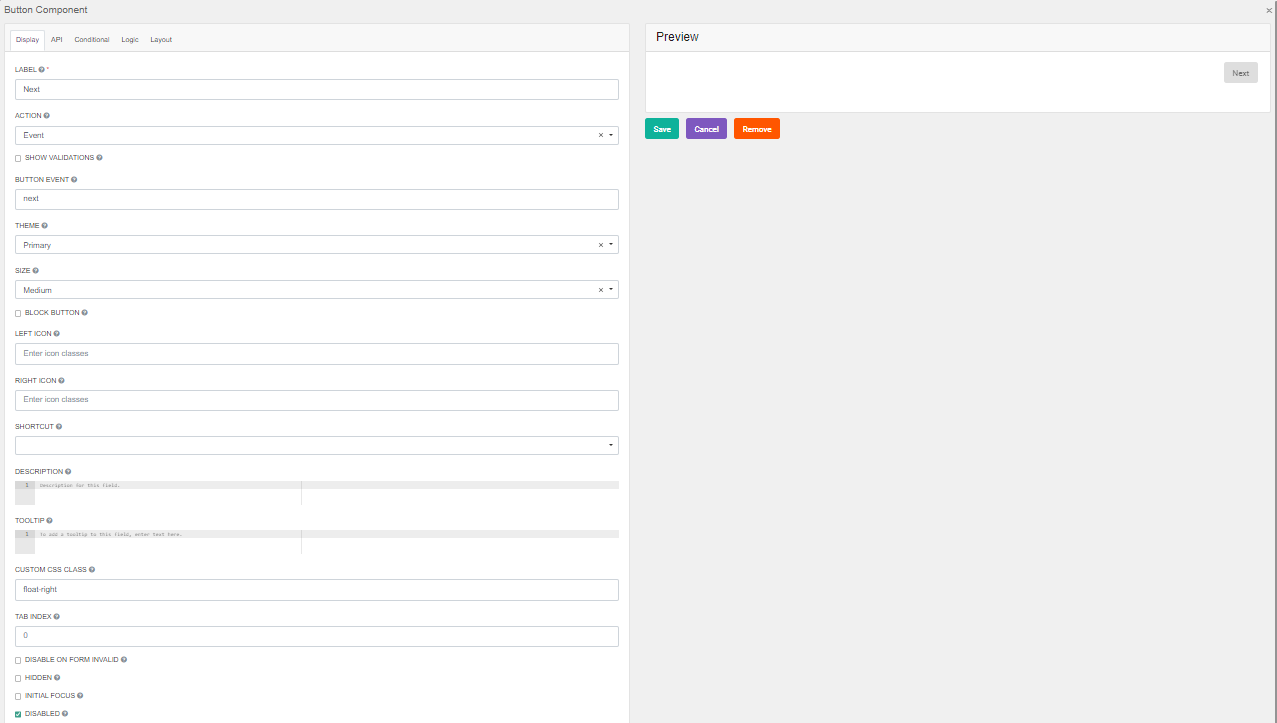 Button Component
×
Display API Conditional Logic Layout
LABEL *
Next
ACTION
Event
SHOW VALIDATIONS
BUTTON EVENT
next
THEME
Primary
SIZE
Medium
BLOCK BUTTON
LEFT ICON
Enter icon classes
RIGHT ICON
Enter icon classes
SHORTCUT
DESCRIPTION
1 Description for this field.
TOOLTIP
1 To add a tooltip to this field, enter text here.
CUSTOM CSS CLASS
float-right
TAB INDEX
0
DISABLE ON FORM INVALID
HIDDEN
INITIAL FOCUS
DISABLED
Preview
Next
Save Cancel Remove